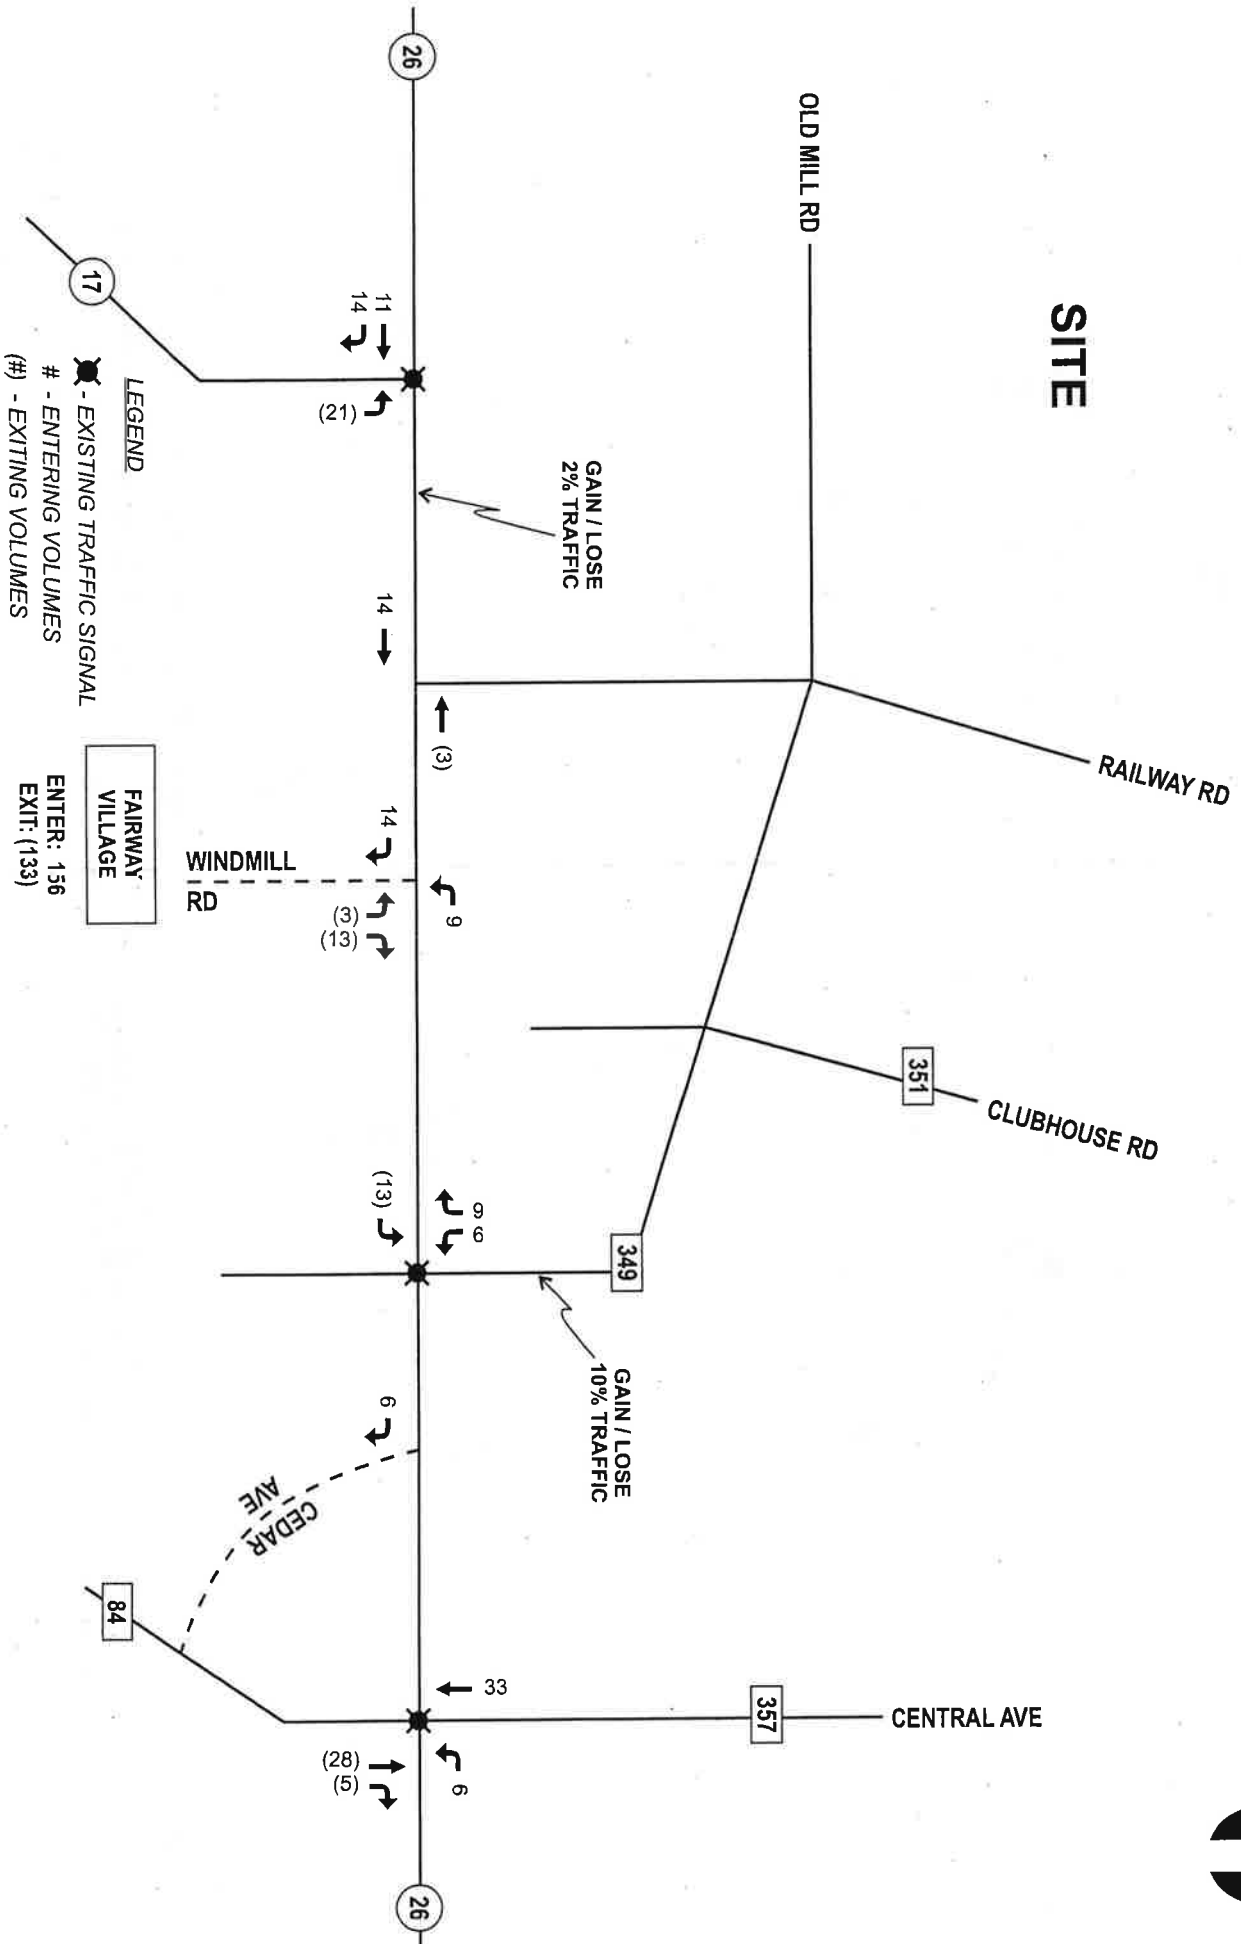 SITE
OLD MILL RD
RAILWAY RD
CLUBHOUSE RD
351
349
357
CENTRAL AVE
GAIN / LOSE
2% TRAFFIC
GAIN / LOSE
10% TRAFFIC
26
11
14
(21)
14
(3)
14
9
(3)
(13)
(13)
9
6
6
33
6
(28)
(5)
26
17
WINDMILL
RD
CEDAR
AVE
84
LEGEND
- EXISTING TRAFFIC SIGNAL
# - ENTERING VOLUMES
(#) - EXITING VOLUMES
FAIRWAY
VILLAGE
ENTER: 156
EXIT: (133)